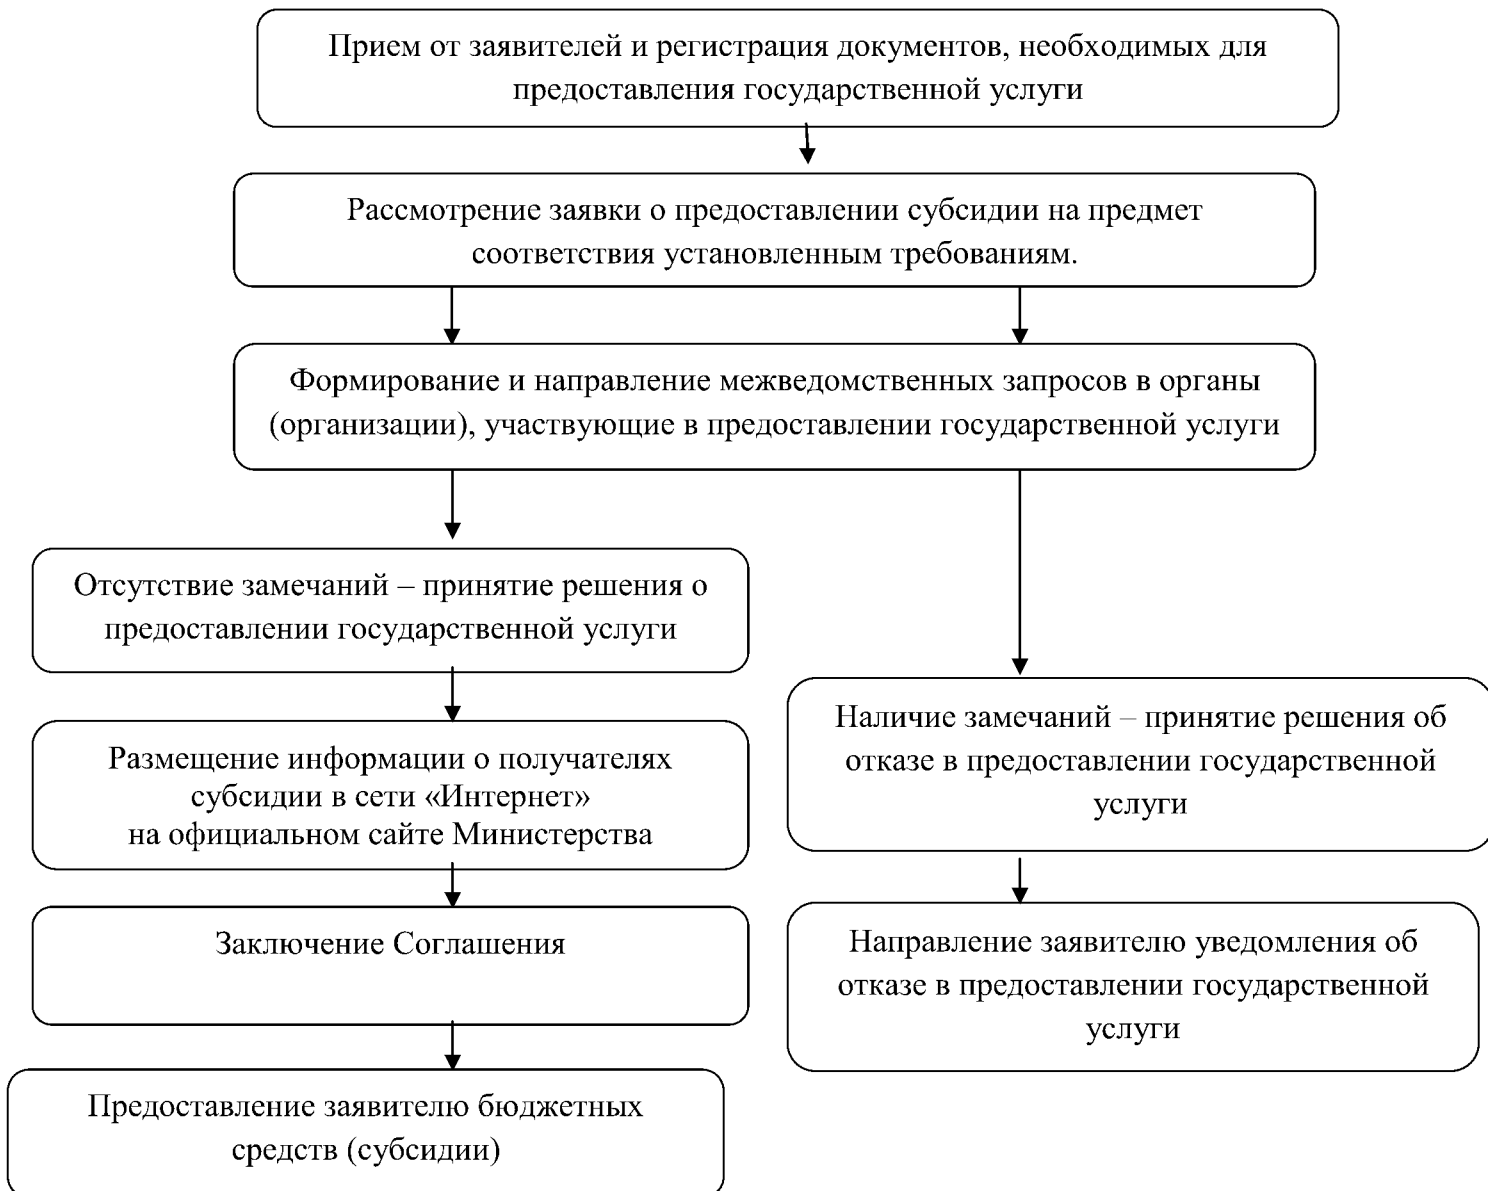 Прием от заявителей и регистрация документов, необходимых для
предоставления государственной услуги
Рассмотрение заявки о предоставлении субсидии на предмет
соответствия установленным требованиям.
Формирование и направление межведомственных запросов в органы
(организации), участвующие в предоставлении государственной услуги
Отсутствие замечаний – принятие решения о
предоставлении государственной услуги
Размещение информации о получателях
субсидии в сети «Интернет»
на официальном сайте Министерства
Заключение Соглашения
Предоставление заявителю бюджетных
средств (субсидии)
Наличие замечаний – принятие решения об
отказе в предоставлении государственной
услуги
Направление заявителю уведомления об
отказе в предоставлении государственной
услуги